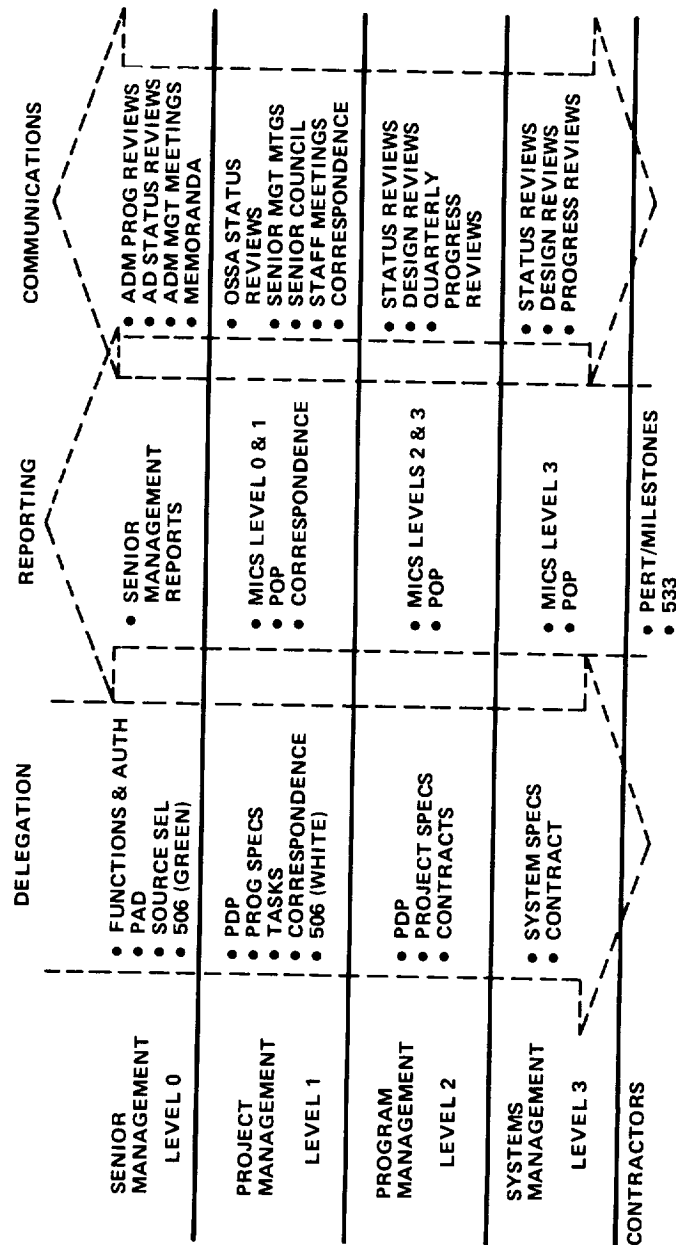 DELEGATION
REPORTING
COMMUNICATIONS
SENIOR
MANAGEMENT
LEVEL 0
• FUNCTIONS & AUTH
• PAD
• SOURCE SEL
• 506 (GREEN)
• SENIOR
MANAGEMENT
REPORTS
• ADM PROG REVIEWS
• AD STATUS REVIEWS
• ADM MGT MEETINGS
• MEMORANDA
PROJECT
MANAGEMENT
LEVEL 1
• PDP
• PROG SPECS
• TASKS
• CORRESPONDENCE
• 506 (WHITE)
• MICS LEVEL 0 & 1
• POP
• CORRESPONDENCE
• OSSA STATUS
REVIEWS
• SENIOR MGT MTGS
• SENIOR COUNCIL
• STAFF MEETINGS
• CORRESPONDENCE
PROGRAM
MANAGEMENT
LEVEL 2
• PDP
• PROJECT SPECS
• CONTRACTS
• MICS LEVELS 2 & 3
• POP
• STATUS REVIEWS
• DESIGN REVIEWS
• QUARTERLY
PROGRESS
REVIEWS
SYSTEMS
MANAGEMENT
LEVEL 3
• SYSTEM SPECS
• CONTRACT
• MICS LEVEL 3
• POP
• STATUS REVIEWS
• DESIGN REVIEWS
• PROGRESS REVIEWS
CONTRACTORS
• PERT/MILESTONES
• 533